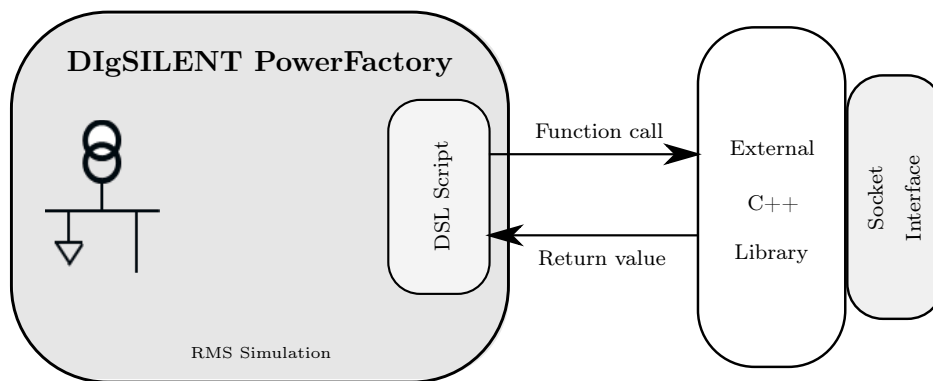 DIgSILENT PowerFactory
DSL Script
RMS Simulation
Function call
Return value
External
C++
Library
Socket
Interface